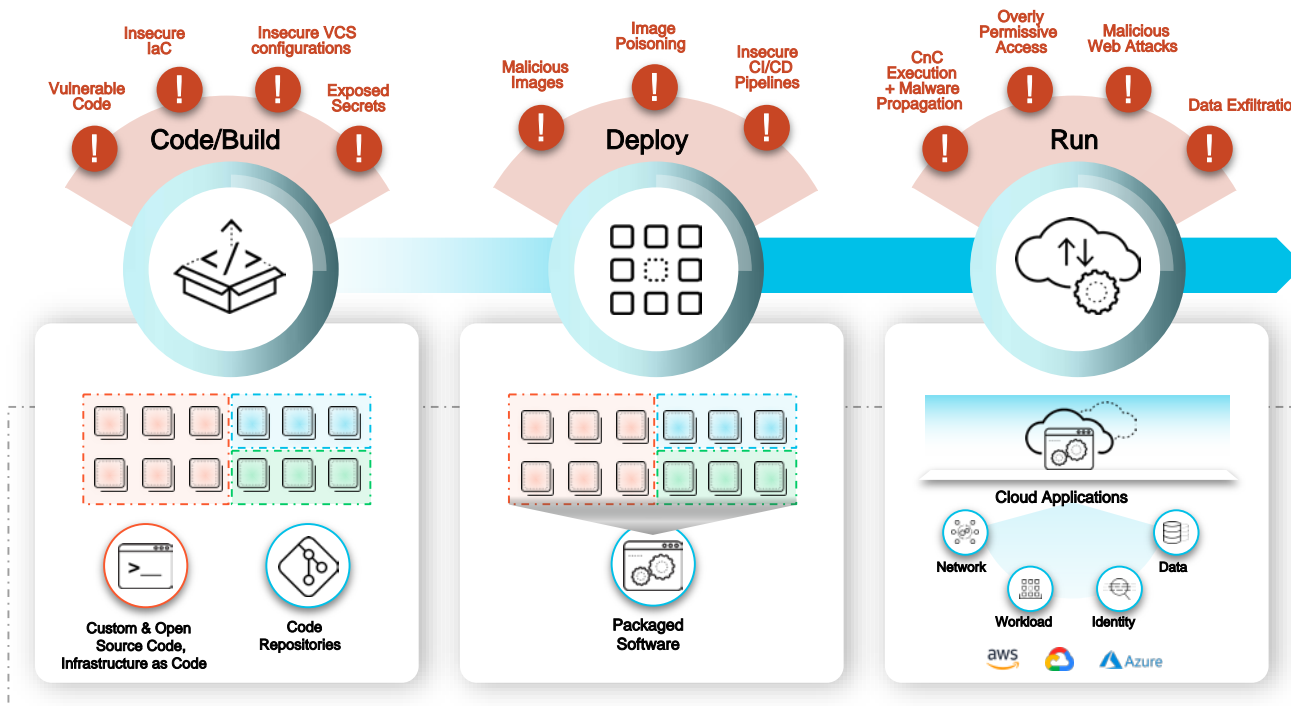 Insecure
IaC
Insecure VCS
configurations
Vulnerable
Code
Exposed
Secrets
Code/Build
Image
Poisoning
Malicious
Images
Insecure
CI/CD
Pipelines
Deploy
Overly
Permissive
Access
Malicious
Web Attacks
CnC
Execution
+ Malware
Propagation
Data Exfiltratio
Run
</>
>__
Custom & Open
Source Code,
Infrastructure as Code
Code
Repositories
Packaged
Software
Cloud Applications
Network
Data
Workload
Identity
aws
Azure